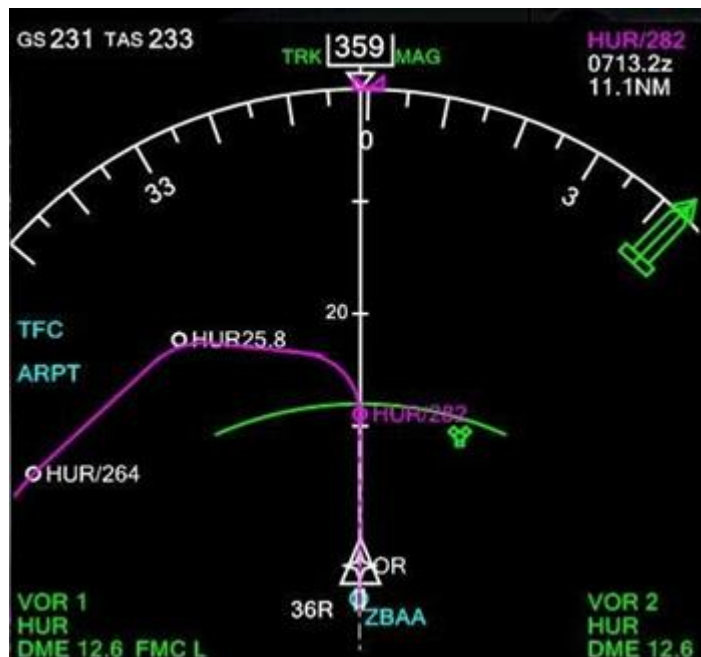 GS 231 TAS 233
TRK 359 MAG
HUR/282
0713.2z
11.1NM
33
0
3
20
TFC
ARPT
HUR25.8
HUR/282
HUR/264
OR
36R
ZBAA
VOR 1
HUR
DME 12.6 FMC L
VOR 2
HUR
DME 12.6